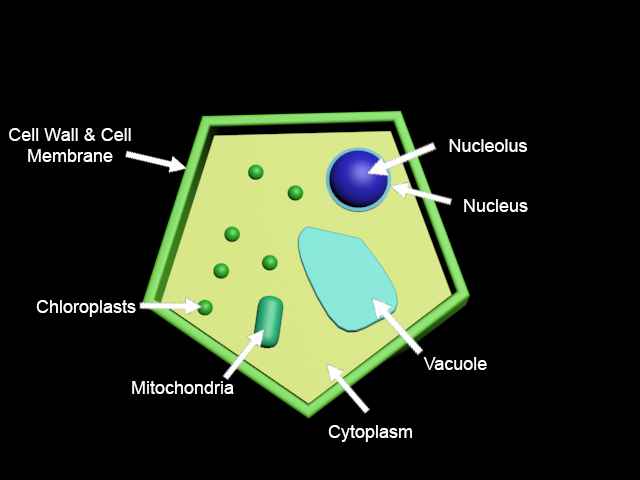 Cell Wall & Cell
Membrane
Nucleolus
Nucleus
Chloroplasts
Vacuole
Mitochondria
Cytoplasm